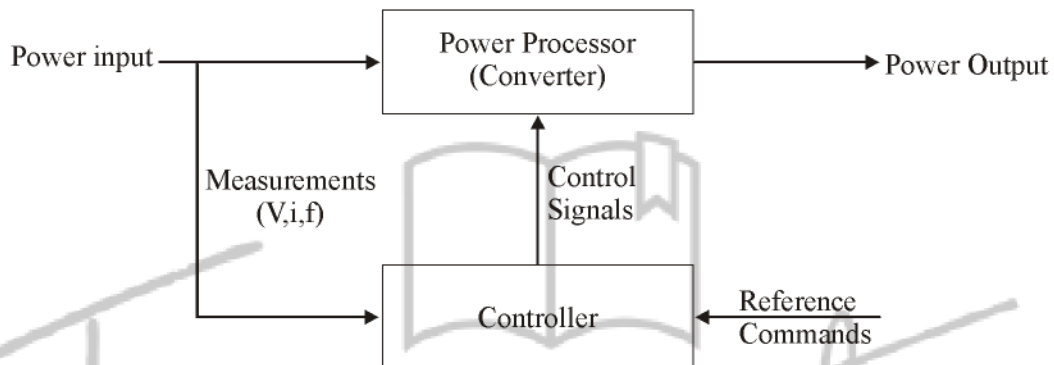 Power input
Power Processor
(Converter)
Power Output
Measurements
(V,i,f)
Control
Signals
Controller
Reference
Commands